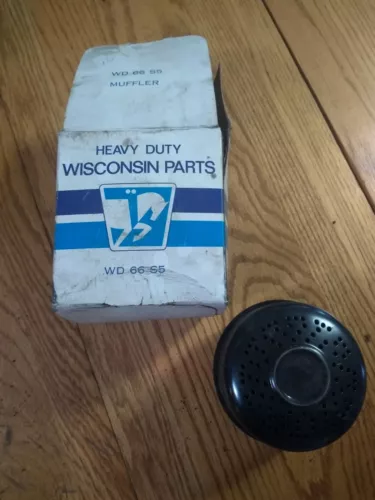 WD 66 S5
MUFFLER
HEAVY DUTY
WISCONSIN PARTS
WD 66 S5